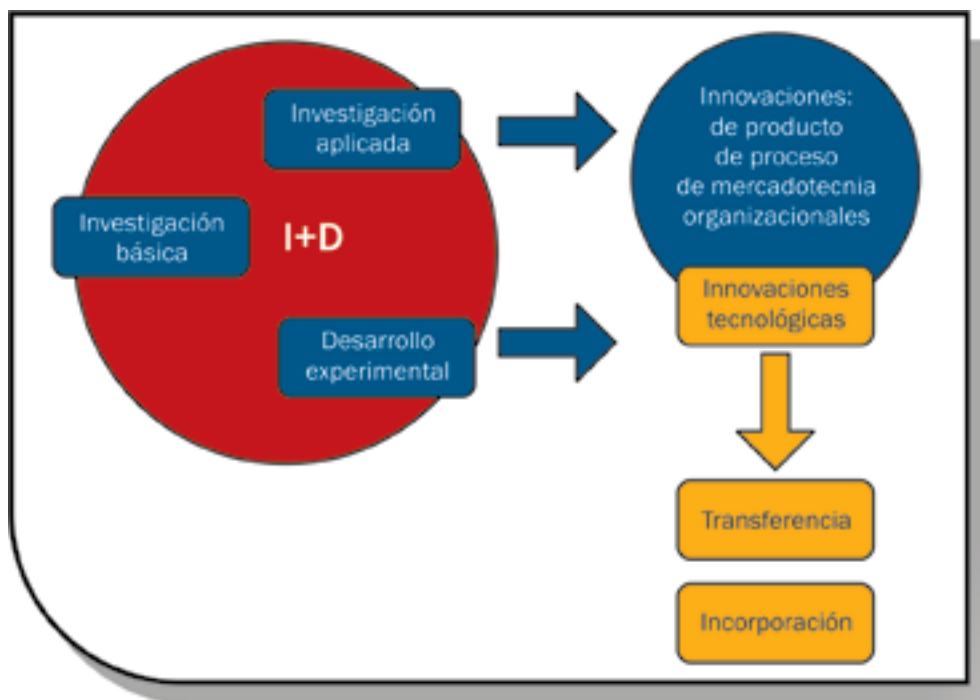 Investigación
aplicada
Investigación
básica
I+D
Desarrollo
experimental
Innovaciones:
de producto
de proceso
de mercadotecnia
organizacionales
Innovaciones
tecnológicas
Transferencia
Incorporación